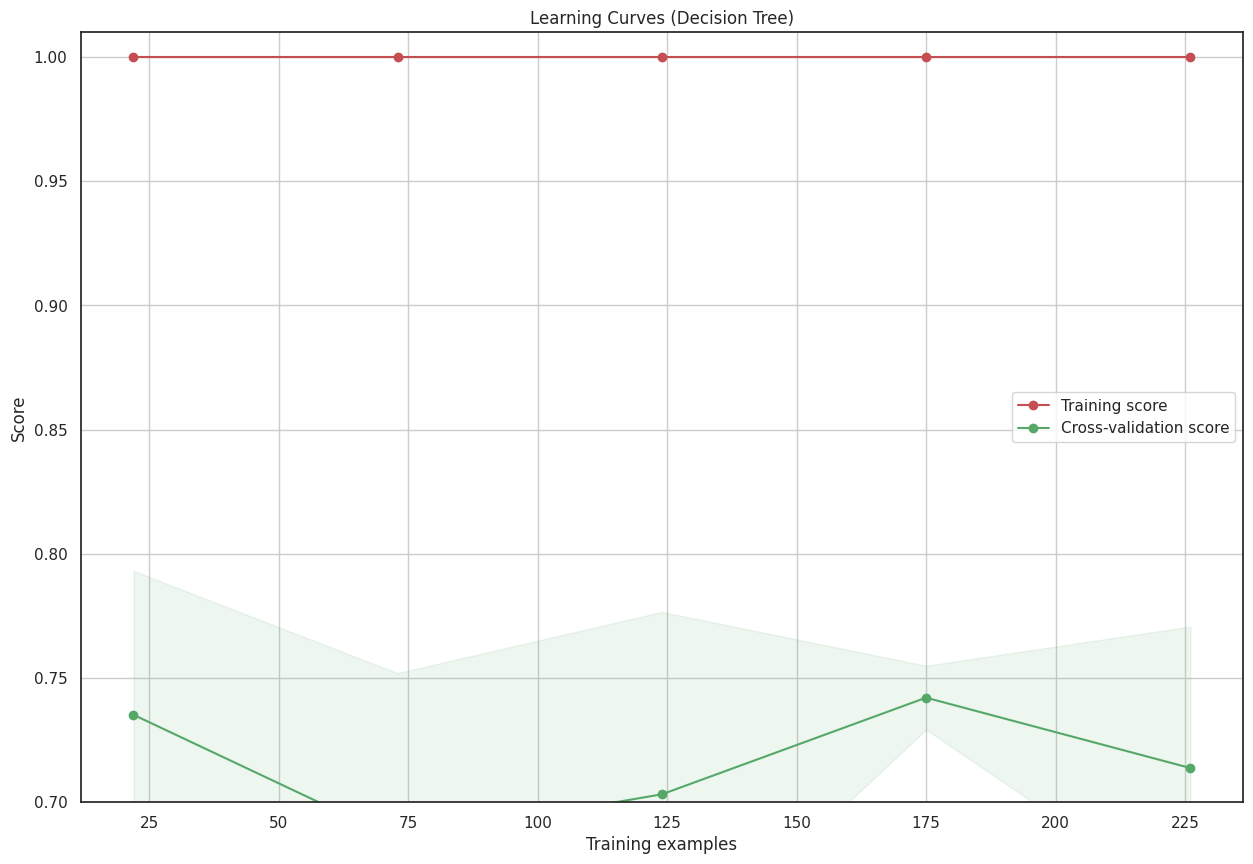 Learning Curves (Decision Tree)
1.00
0.95
0.90
0.85
0.80
0.75
0.70
Score
Training score
Cross-validation score
25 50 75 100 125 150 175 200 225
Training examples